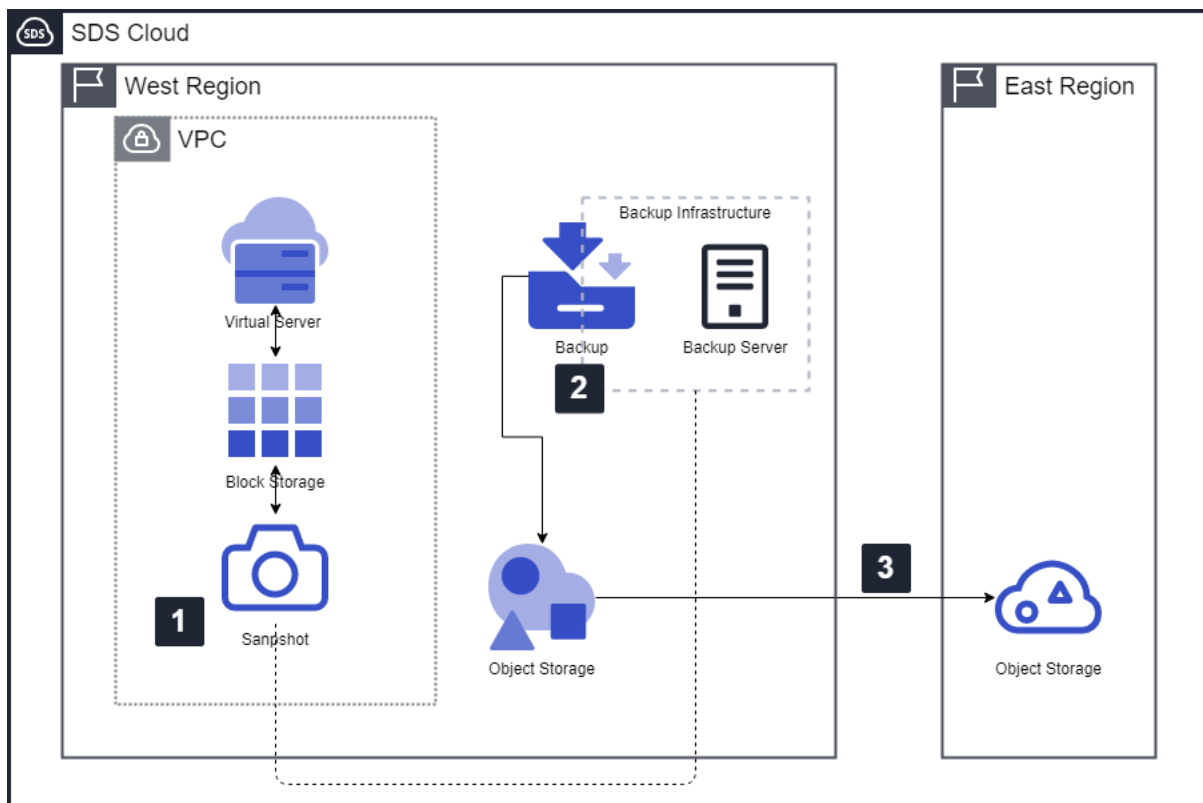 SDS
SDS Cloud
West Region
East Region
VPC
Backup Infrastructure
Virtual Server
Backup
Backup Server
2
Block Storage
3
1
Sanpshot
Object Storage
Object Storage